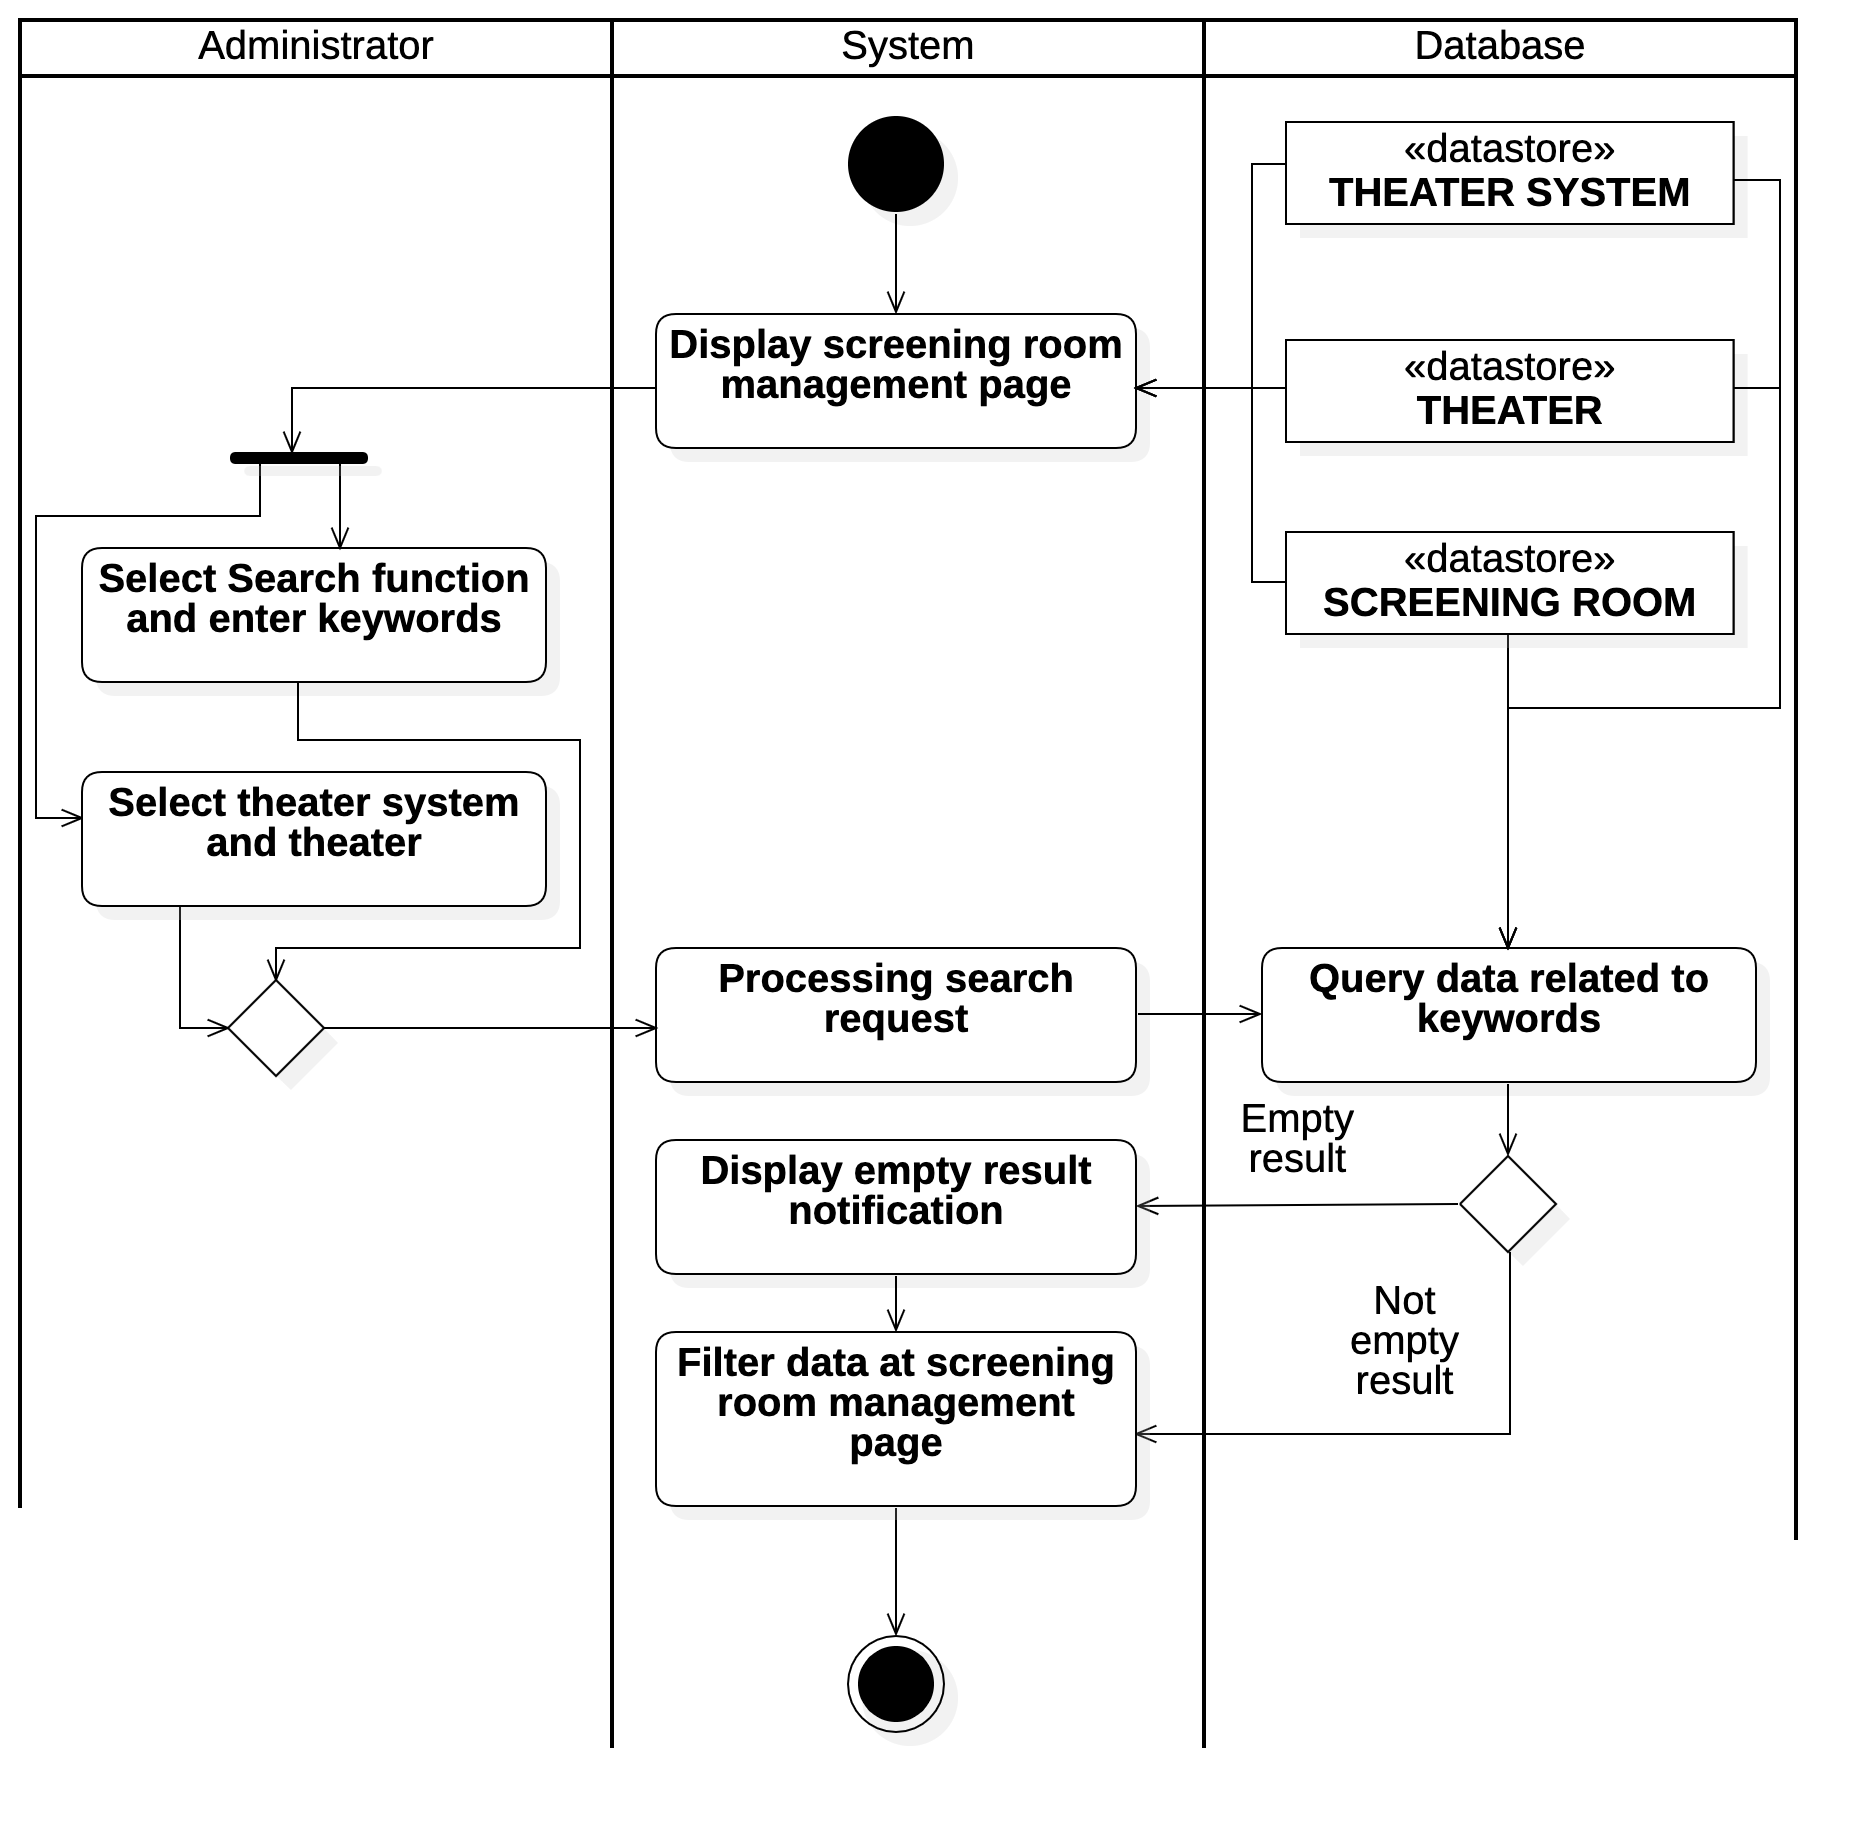 Administrator
System
Database
«datastore»
THEATER SYSTEM
Display screening room
management page
«datastore»
THEATER
«datastore»
SCREENING ROOM
Select Search function
and enter keywords
Select theater system
and theater
Processing search
request
Query data related to
keywords
Empty
result
Display empty result
notification
Not
empty
result
Filter data at screening
room management
page